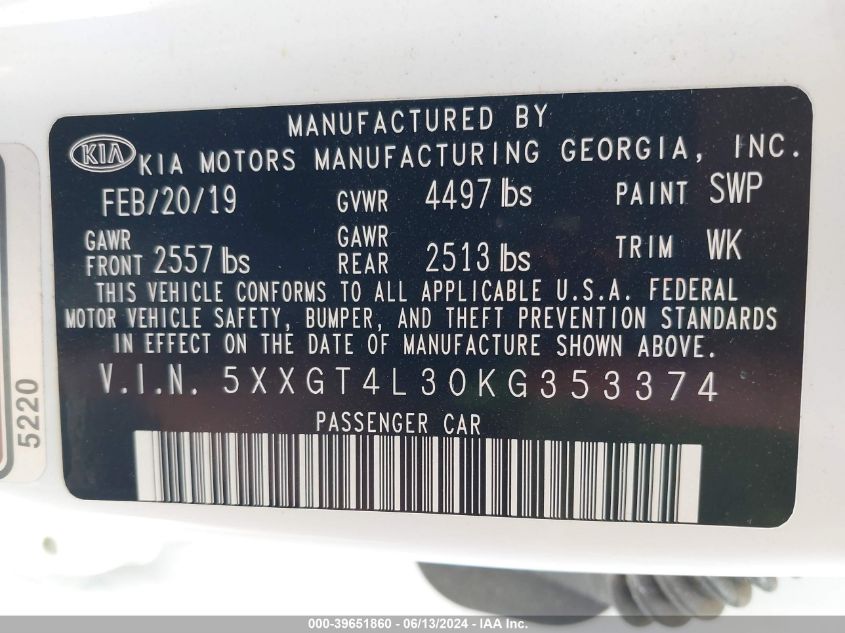 MANUFACTURED BY
KIA KIA MOTORS MANUFACTURING GEORGIA, INC.
FEB/20/19 GVWR 4497 lbs PAINT SWP
GAWR FRONT 2557 lbs GAWR REAR 2513 lbs TRIM WK
THIS VEHICLE CONFORMS TO ALL APPLICABLE U.S.A. FEDERAL
MOTOR VEHICLE SAFETY, BUMPER, AND THEFT PREVENTION STANDARDS
IN EFFECT ON THE DATE OF MANUFACTURE SHOWN ABOVE.
V.I.N. 5XXGT4L30KG353374
PASSENGER CAR
5220
000-39651860 - 06/13/2024 - IAA Inc.